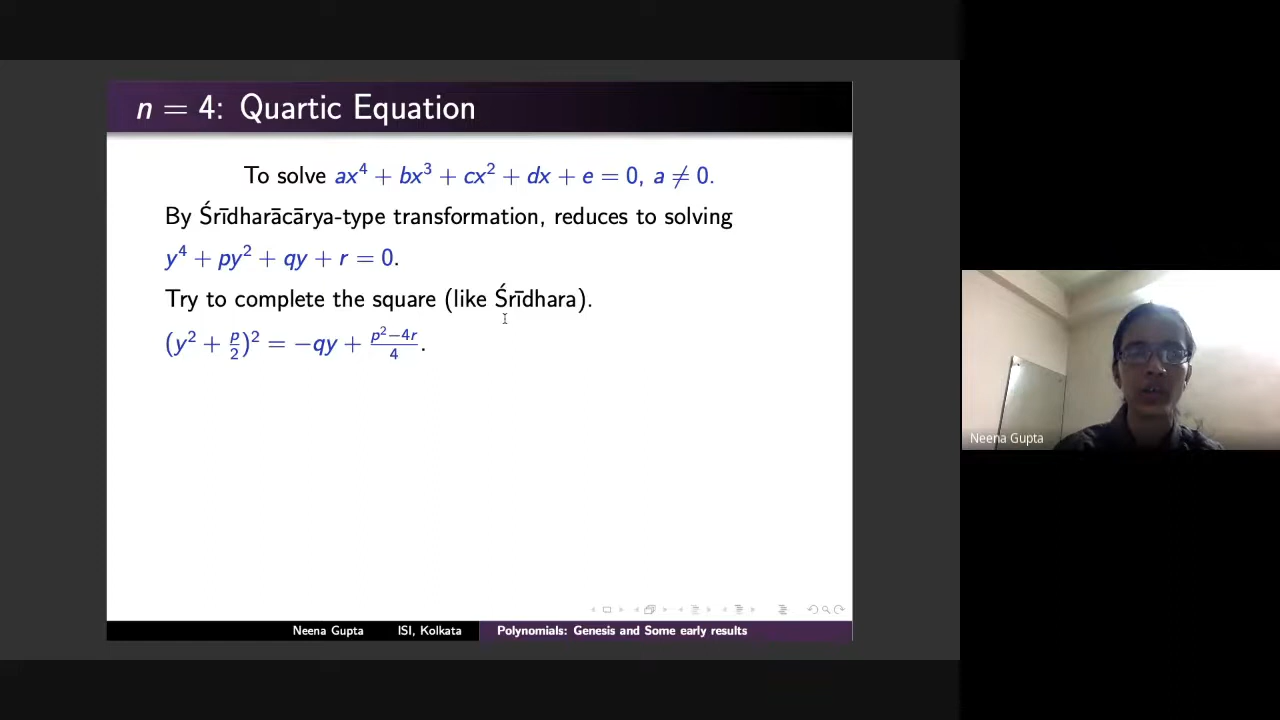 n = 4: Quartic Equation
To solve ax⁴ + bx³ + cx² + dx + e = 0, a ≠ 0.
By Śrīdharācārya-type transformation, reduces to solving
y⁴ + py² + qy + r = 0.
Try to complete the square (like Śrīdhara).
(y² + p/2)² = −qy + (p²−4r)/4.
Neena Gupta ISI, Kolkata Polynomials: Genesis and Some early results
Neena Gupta